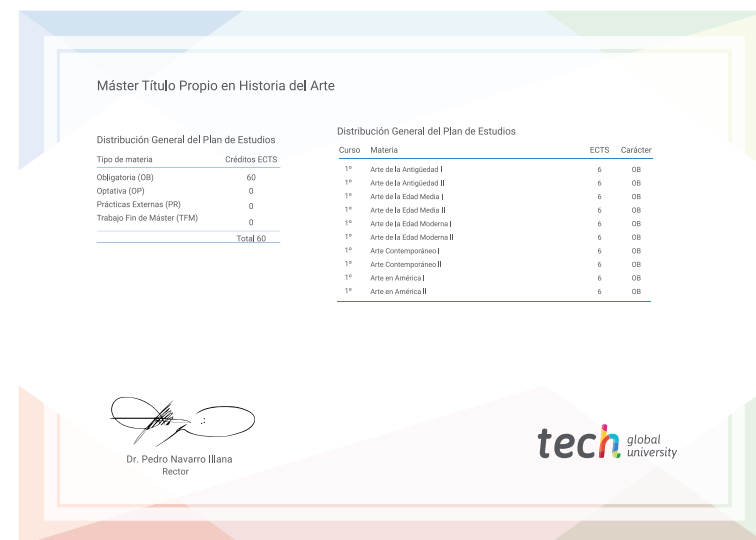 Máster Título Propio en Historia del Arte
Distribución General del Plan de Estudios
Tipo de materia Créditos ECTS
Obligatoria (OB) 60
Optativa (OP) 0
Prácticas Externas (PR) 0
Trabajo Fin de Máster (TFM) 0
Total 60
Distribución General del Plan de Estudios
Curso Materia ECTS Carácter
1º Arte de la Antigüedad I 6 OB
1º Arte de la Antigüedad II 6 OB
1º Arte de la Edad Media I 6 OB
1º Arte de la Edad Media II 6 OB
1º Arte de la Edad Moderna I 6 OB
1º Arte de la Edad Moderna II 6 OB
1º Arte Contemporáneo I 6 OB
1º Arte Contemporáneo II 6 OB
1º Arte en América I 6 OB
1º Arte en América II 6 OB
Dr. Pedro Navarro Illana
Rector
tech global
university